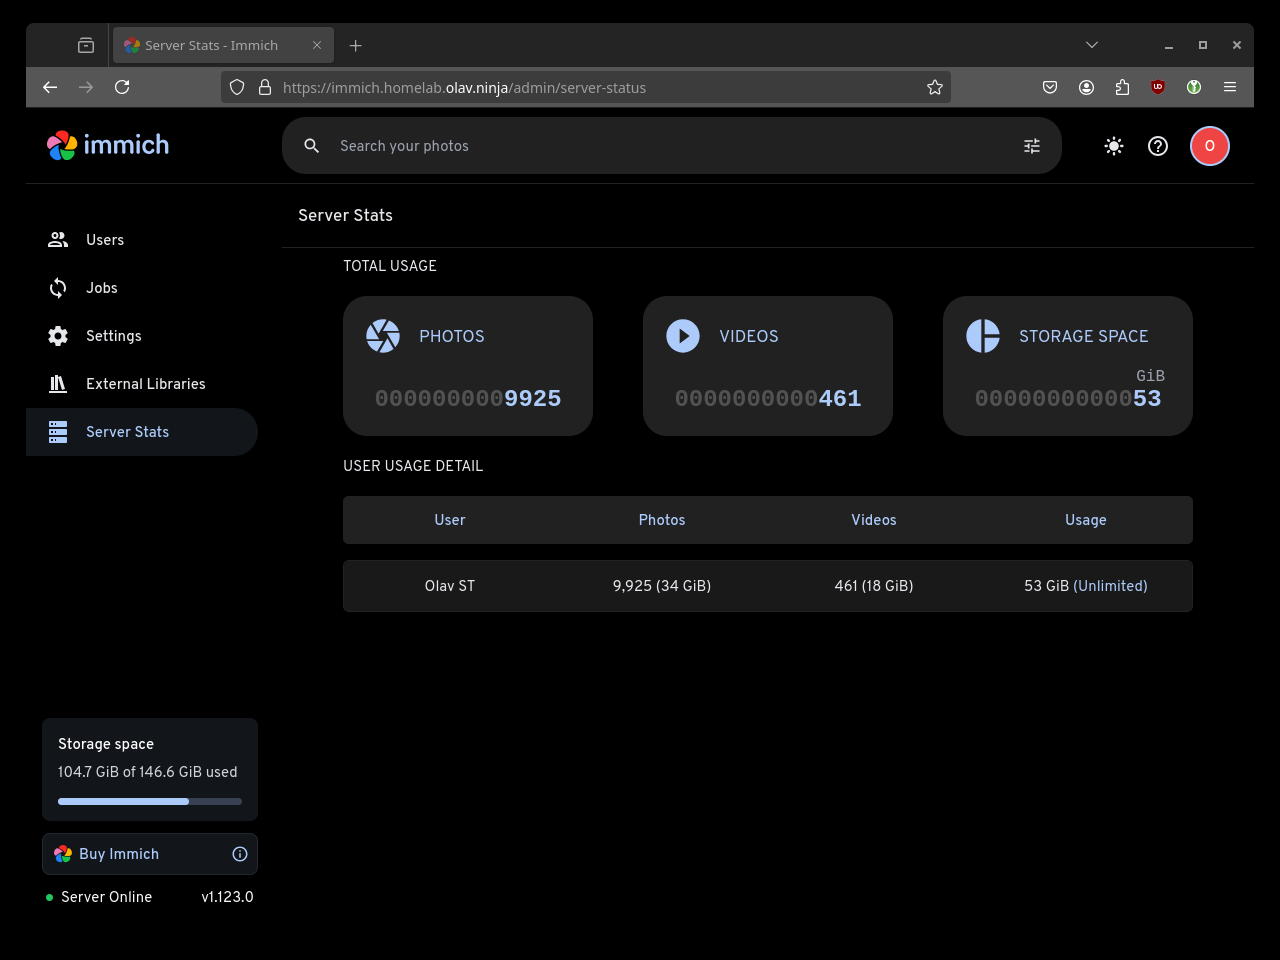 Server Stats - Immich
https://immich.homelab.olav.ninja/admin/server-status
immich
Search your photos
O
Users
Jobs
Settings
External Libraries
Server Stats
Server Stats
TOTAL USAGE
PHOTOS
0000000009925
VIDEOS
0000000000461
STORAGE SPACE
GiB
0000000000053
USER USAGE DETAIL
User Photos Videos Usage
Olav ST 9,925 (34 GiB) 461 (18 GiB) 53 GiB (Unlimited)
Storage space
104.7 GiB of 146.6 GiB used
Buy Immich
Server Online v1.123.0